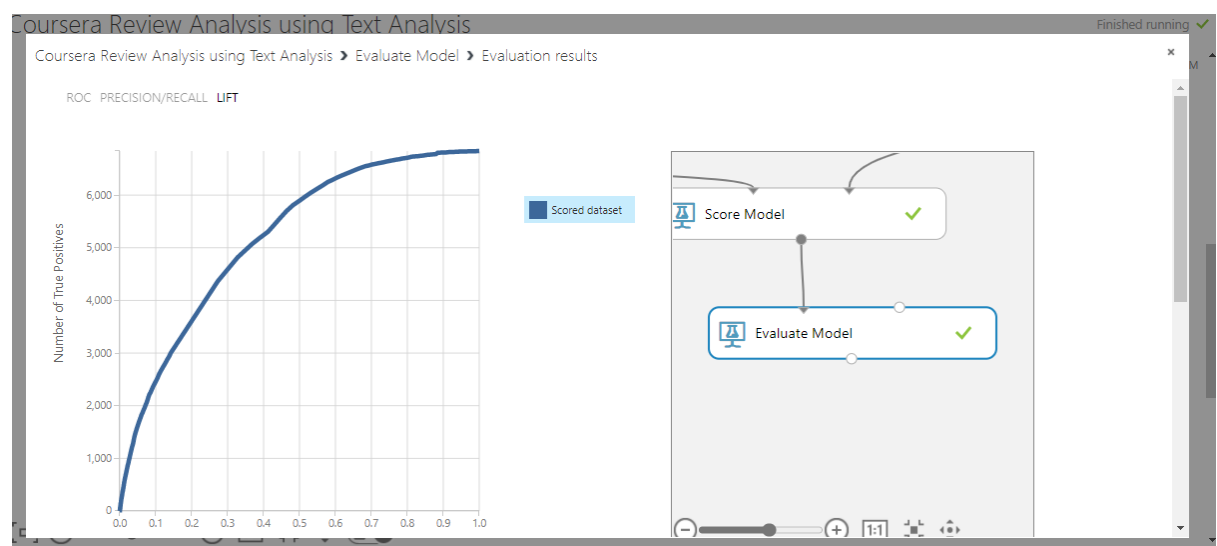 Coursera Review Analysis using Text Analysis
Finished running
Coursera Review Analysis using Text Analysis > Evaluate Model > Evaluation results
×
M
ROC PRECISION/RECALL LIFT
Number of True Positives
6,000
5,000
4,000
3,000
2,000
1,000
0
0.0 0.1 0.2 0.3 0.4 0.5 0.6 0.7 0.8 0.9 1.0
Scored dataset
Score Model
Evaluate Model
1:1